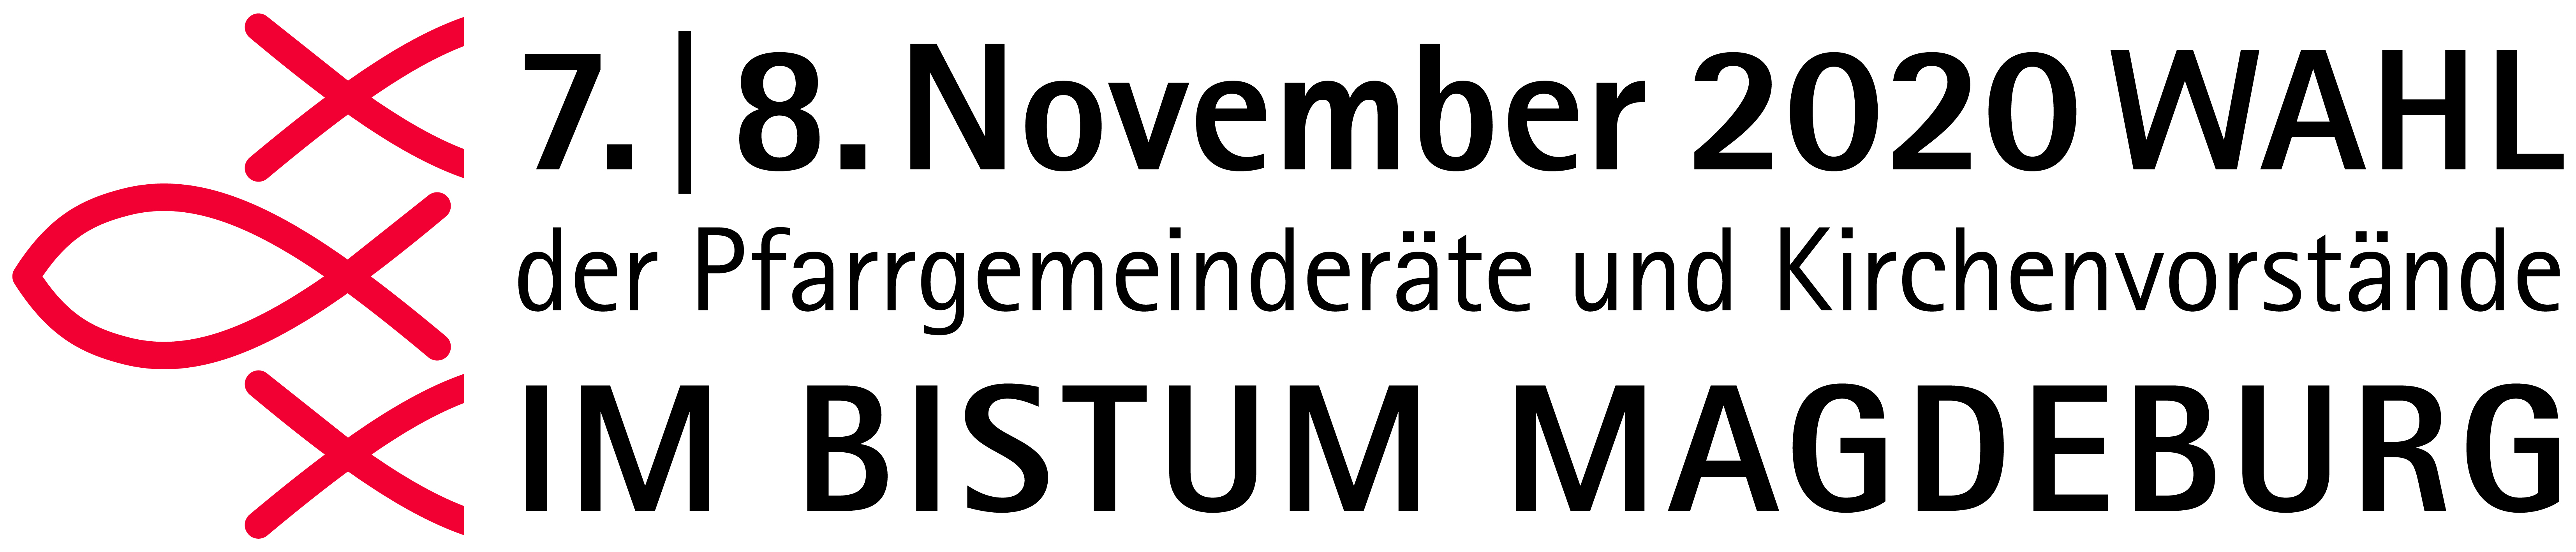 7.|8. November 2020 WAHL
der Pfarrgemeinderäte und Kirchenvorstände
IM BISTUM MAGDEBURG